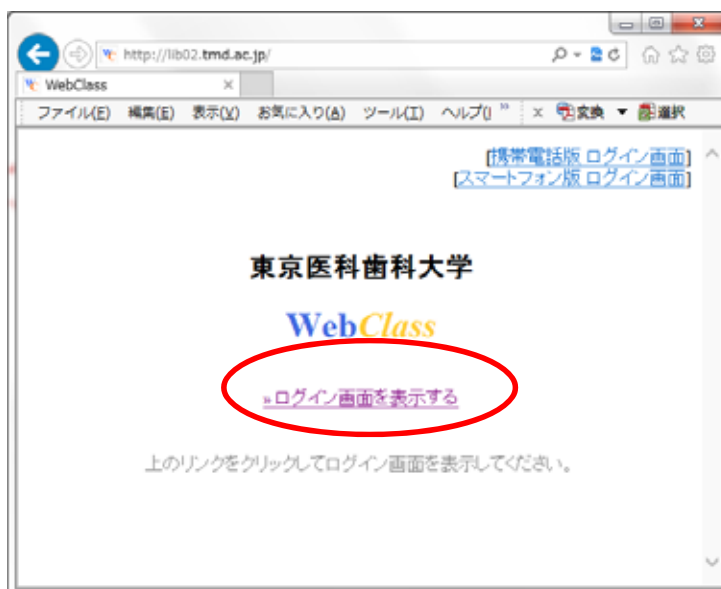 http://lib02.tmd.ac.jp/
WebClass
ファイル(F) 編集(E) 表示(V) お気に入り(A) ツール(T) ヘルプ( » x 変換 ▼ 選択
[携帯電話版 ログイン画面]
[スマートフォン版 ログイン画面]
東京医科歯科大学
WebClass
»ログイン画面を表示する
上のリンクをクリックしてログイン画面を表示してください。